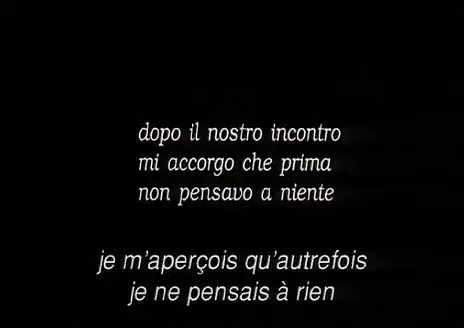 dopo il nostro incontro
mi accorgo che prima
non pensavo a niente
je m'aperçois qu'autrefois
je ne pensais à rien